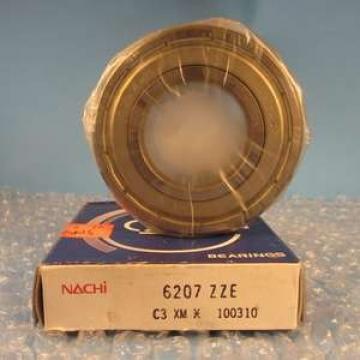 BEARINGS
NACHi 6207 ZZE
C3 XM X 100310